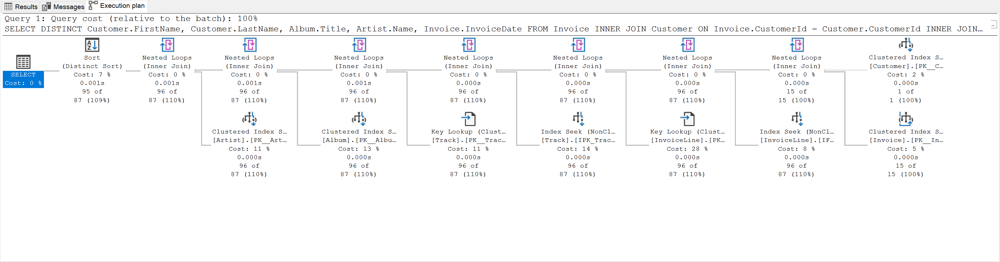 Results Messages Execution plan
Query 1: Query cost (relative to the batch): 100%
SELECT DISTINCT Customer.FirstName, Customer.LastName, Album.Title, Artist.Name, Invoice.InvoiceDate FROM Invoice INNER JOIN Customer ON Invoice.CustomerId = Customer.CustomerId INNER JOIN…
...
SELECT
Cost: 0 %
Sort
(Distinct Sort)
Cost: 7 %
0.001s
95 of
87 (109%)
Nested Loops
(Inner Join)
Cost: 0 %
0.001s
96 of
87 (110%)
Nested Loops
(Inner Join)
Cost: 0 %
0.001s
96 of
87 (110%)
Nested Loops
(Inner Join)
Cost: 0 %
0.001s
96 of
87 (110%)
Nested Loops
(Inner Join)
Cost: 0 %
0.000s
96 of
87 (110%)
Nested Loops
(Inner Join)
Cost: 0 %
0.000s
96 of
87 (110%)
Nested Loops
(Inner Join)
Cost: 0 %
0.000s
96 of
87 (110%)
Nested Loops
(Inner Join)
Cost: 0 %
0.000s
15 of
15 (100%)
Clustered Index S…
[Customer].[PK__C…
Cost: 2 %
0.000s
1 of
1 (100%)
Clustered Index S…
[Artist].[PK__Art…
Cost: 11 %
0.000s
96 of
87 (110%)
Clustered Index S…
[Album].[PK__Albu…
Cost: 13 %
0.000s
96 of
87 (110%)
Key Lookup (Clust…
[Track].[PK__Trac…
Cost: 11 %
0.000s
96 of
87 (110%)
Index Seek (NonCl…
[Track].[IPK_Trac…
Cost: 14 %
0.000s
96 of
87 (110%)
Key Lookup (Clust…
[InvoiceLine].[PK…
Cost: 28 %
0.000s
96 of
87 (110%)
Index Seek (NonCl…
[InvoiceLine].[IF…
Cost: 8 %
0.000s
96 of
87 (110%)
Clustered Index S…
[Invoice].[PK__In…
Cost: 5 %
0.000s
15 of
15 (100%)